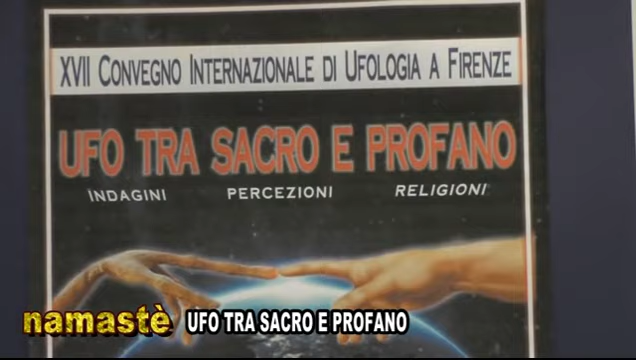 XVII CONVEGNO INTERNAZIONALE DI UFOLOGIA A FIRENZE
UFO TRA SACRO E PROFANO
INDAGINI PERCEZIONI RELIGIONI
namastè UFO TRA SACRO E PROFANO